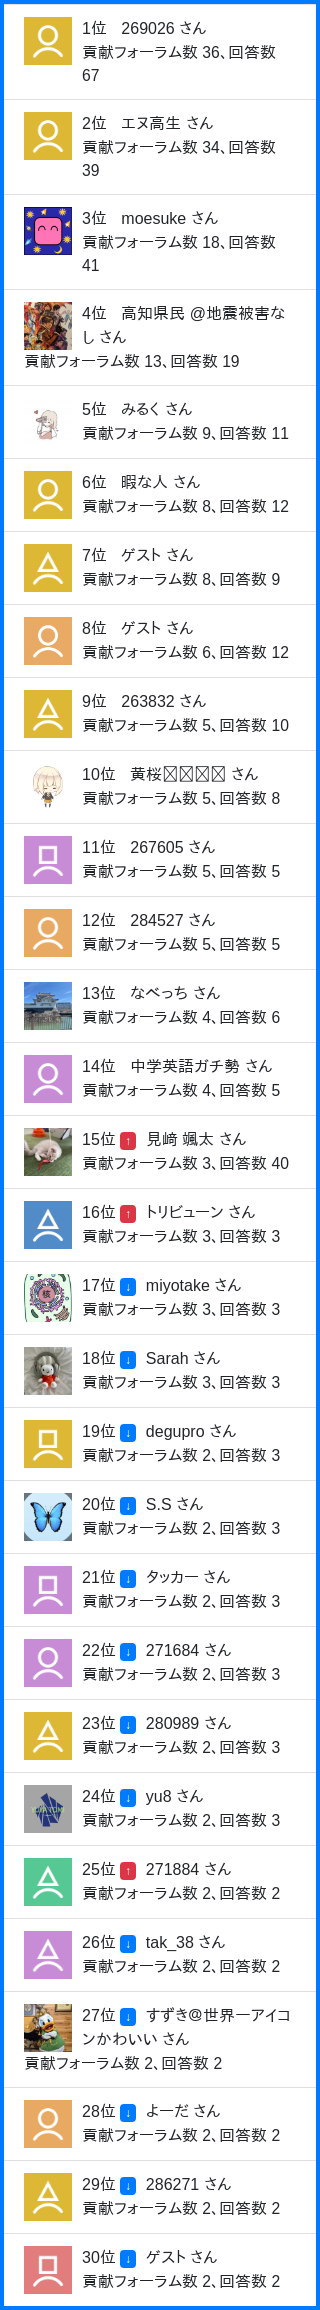 1位 269026 さん
貢献フォーラム数 36、回答数
67
2位 エヌ高生 さん
貢献フォーラム数 34、回答数
39
3位 moesuke さん
貢献フォーラム数 18、回答数
41
4位 高知県民 @地震被害な
し さん
貢献フォーラム数 13、回答数 19
5位 みるく さん
貢献フォーラム数 9、回答数 11
6位 暇な人 さん
貢献フォーラム数 8、回答数 12
7位 ゲスト さん
貢献フォーラム数 8、回答数 9
8位 ゲスト さん
貢献フォーラム数 6、回答数 12
9位 263832 さん
貢献フォーラム数 5、回答数 10
10位 黄桜 さん
貢献フォーラム数 5、回答数 8
11位 267605 さん
貢献フォーラム数 5、回答数 5
12位 284527 さん
貢献フォーラム数 5、回答数 5
13位 なべっち さん
貢献フォーラム数 4、回答数 6
14位 中学英語ガチ勢 さん
貢献フォーラム数 4、回答数 5
15位 ↑ 見﨑 颯太 さん
貢献フォーラム数 3、回答数 40
16位 ↑ トリビューン さん
貢献フォーラム数 3、回答数 3
17位 ↓ miyotake さん
貢献フォーラム数 3、回答数 3
18位 ↓ Sarah さん
貢献フォーラム数 3、回答数 3
19位 ↓ degupro さん
貢献フォーラム数 2、回答数 3
20位 ↓ S.S さん
貢献フォーラム数 2、回答数 3
21位 ↓ タッカー さん
貢献フォーラム数 2、回答数 3
22位 ↓ 271684 さん
貢献フォーラム数 2、回答数 3
23位 ↓ 280989 さん
貢献フォーラム数 2、回答数 3
24位 ↓ yu8 さん
貢献フォーラム数 2、回答数 3
25位 ↑ 271884 さん
貢献フォーラム数 2、回答数 2
26位 ↓ tak_38 さん
貢献フォーラム数 2、回答数 2
27位 ↓ すずき@世界一アイコ
ンかわいい さん
貢献フォーラム数 2、回答数 2
28位 ↓ よーだ さん
貢献フォーラム数 2、回答数 2
29位 ↓ 286271 さん
貢献フォーラム数 2、回答数 2
30位 ↓ ゲスト さん
貢献フォーラム数 2、回答数 2